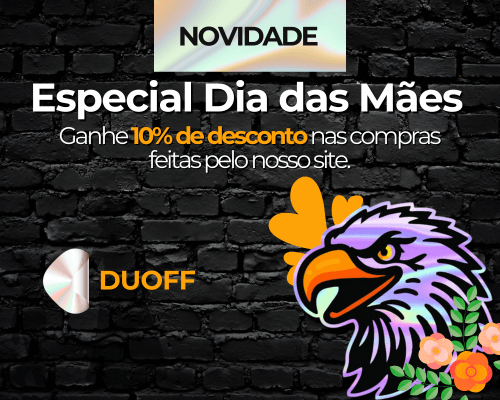 NOVIDADE
Especial Dia das Mães
Ganhe 10% de desconto nas compras
feitas pelo nosso site.
DUOFF